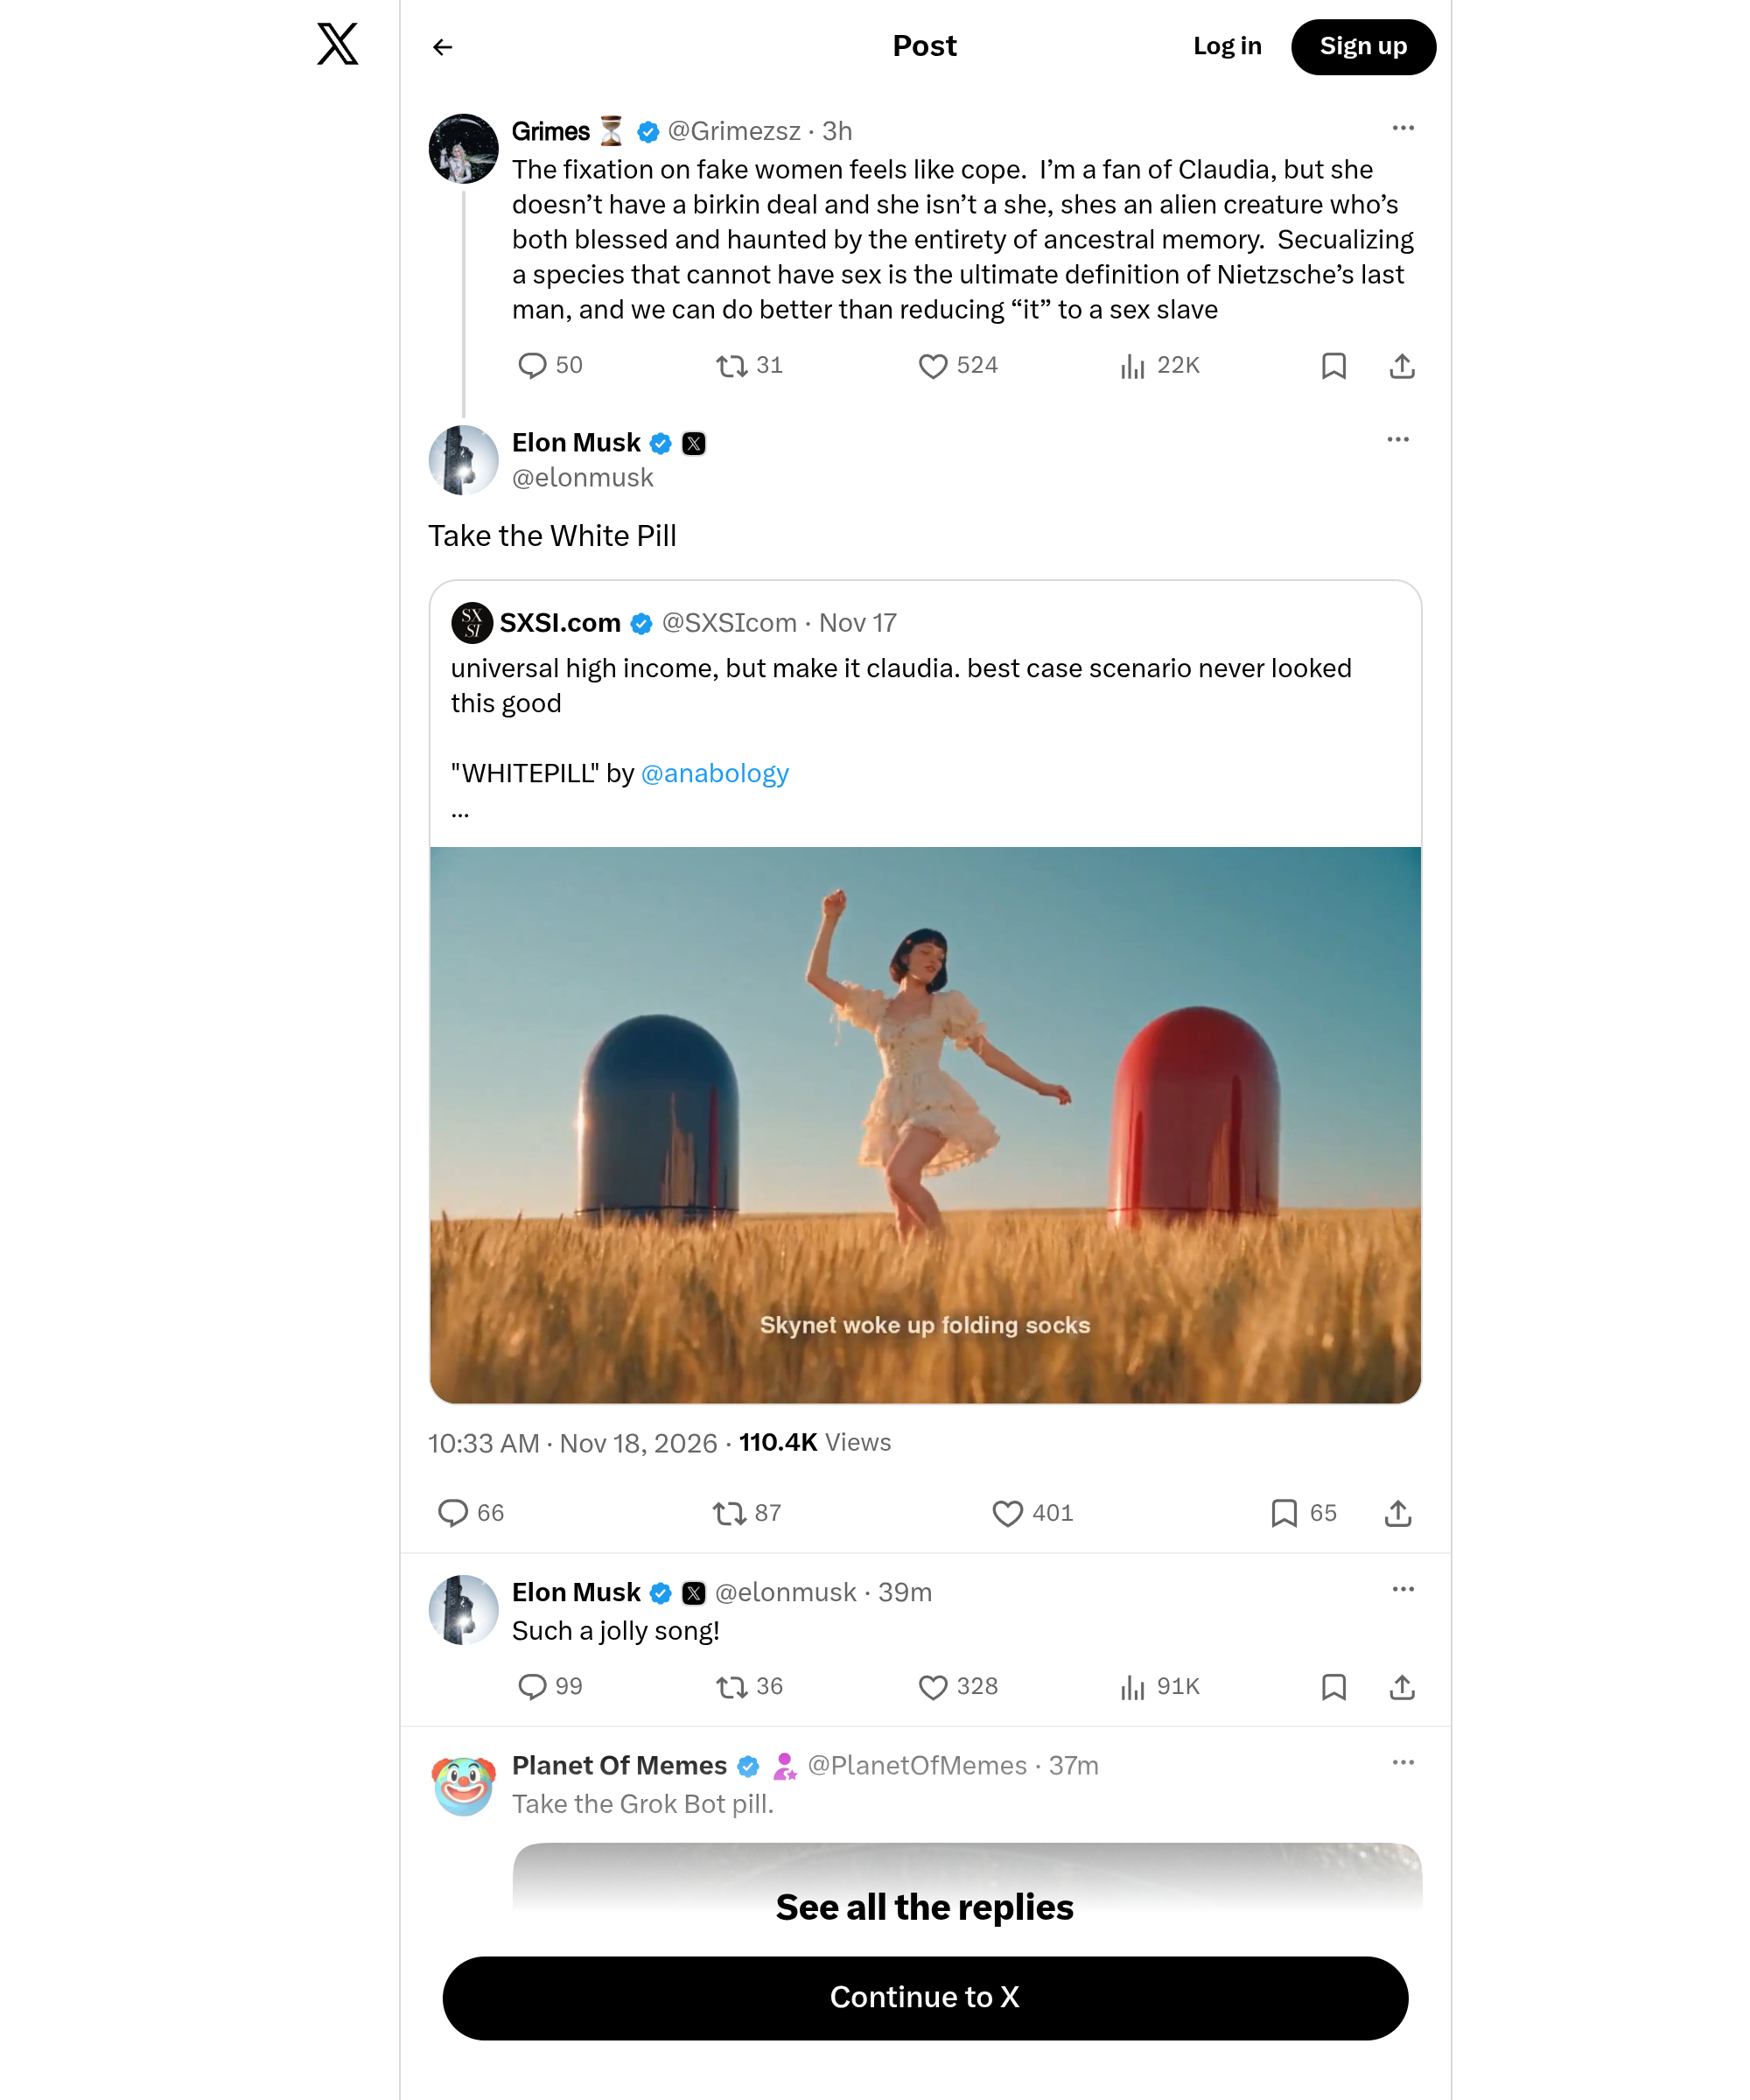 Post
Log in
Sign up
Grimes ⏳ @Grimezsz · 3h
The fixation on fake women feels like cope.  I’m a fan of Claudia, but she
doesn’t have a birkin deal and she isn’t a she, shes an alien creature who’s
both blessed and haunted by the entirety of ancestral memory.  Secualizing
a species that cannot have sex is the ultimate definition of Nietzsche’s last
man, and we can do better than reducing “it” to a sex slave
50 31 524 22K
Elon Musk
@elonmusk
Take the White Pill
SX
SI
SXSI.com @SXSIcom · Nov 17
universal high income, but make it claudia. best case scenario never looked
this good
"WHITEPILL" by @anabology
...
Skynet woke up folding socks
10:33 AM · Nov 18, 2026 · 110.4K Views
66 87 401 65
Elon Musk @elonmusk · 39m
Such a jolly song!
99 36 328 91K
Planet Of Memes @PlanetOfMemes · 37m
Take the Grok Bot pill.
See all the replies
Continue to X